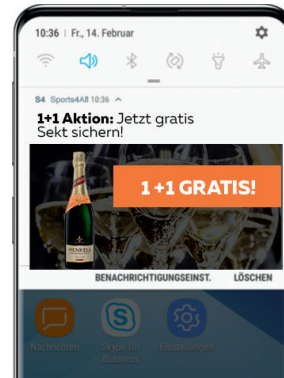 10:36 | Fr., 14. Februar
S4 Sports4All 10:36
1+1 Aktion: Jetzt gratis
Sekt sichern!
1+1 GRATIS!
HENKELL
BENACHRICHTIGUNGSEINST. LÖSCHEN
Nachrichten Skype for Business Einstellungen